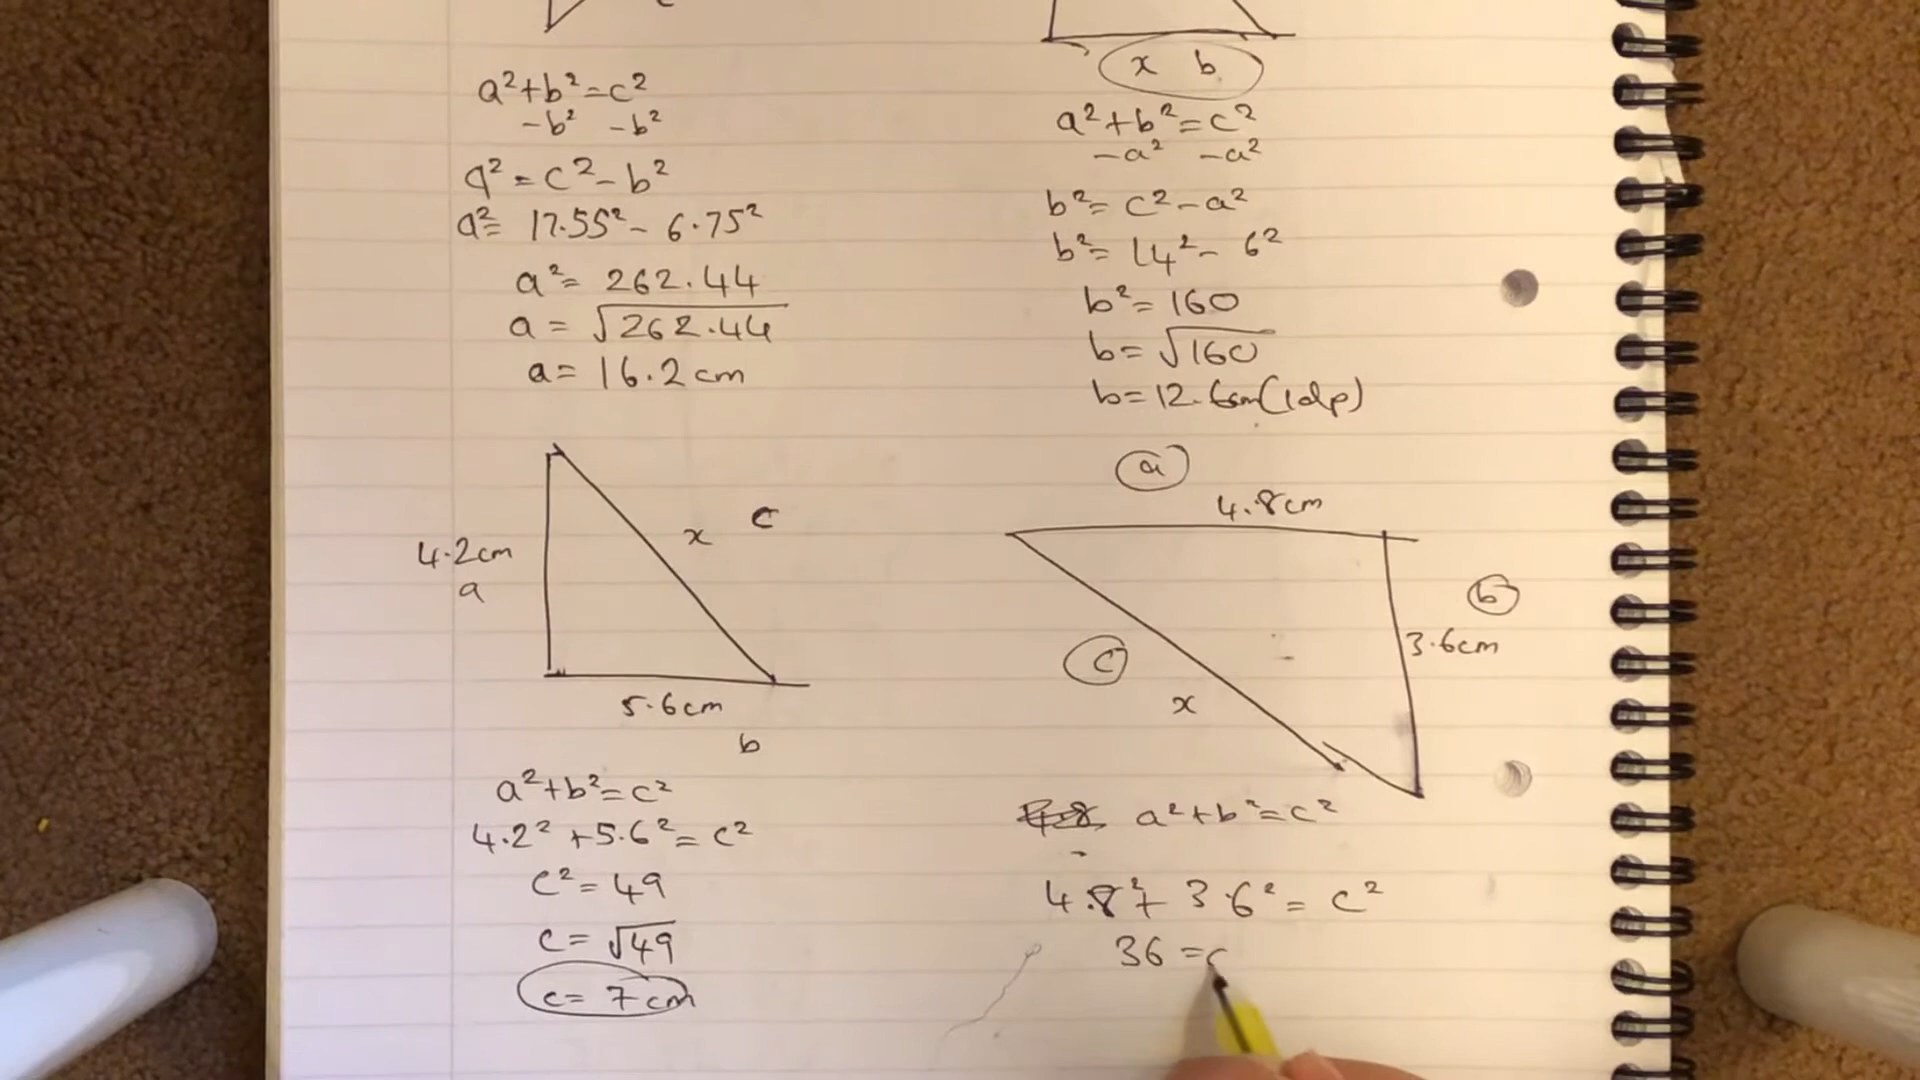 a²+b²=c²
-b² -b²
a² = c² - b²
a²= 17.55² - 6.75²
a² = 262.44
a = √262.44
a = 16.2cm
x b
a²+b²=c²
-a² -a²
b² = c² - a²
b² = 14² - 6²
b² = 160
b = √160
b = 12.6cm (1dp)
4.2cm
a
x c
5.6cm
b
a²+b²=c²
4.2² + 5.6² = c²
c² = 49
c = √49
c = 7cm
a
4.8cm
b
3.6cm
c
x
a²+b²=c²
4.8² + 3.6² = c²
36 = c